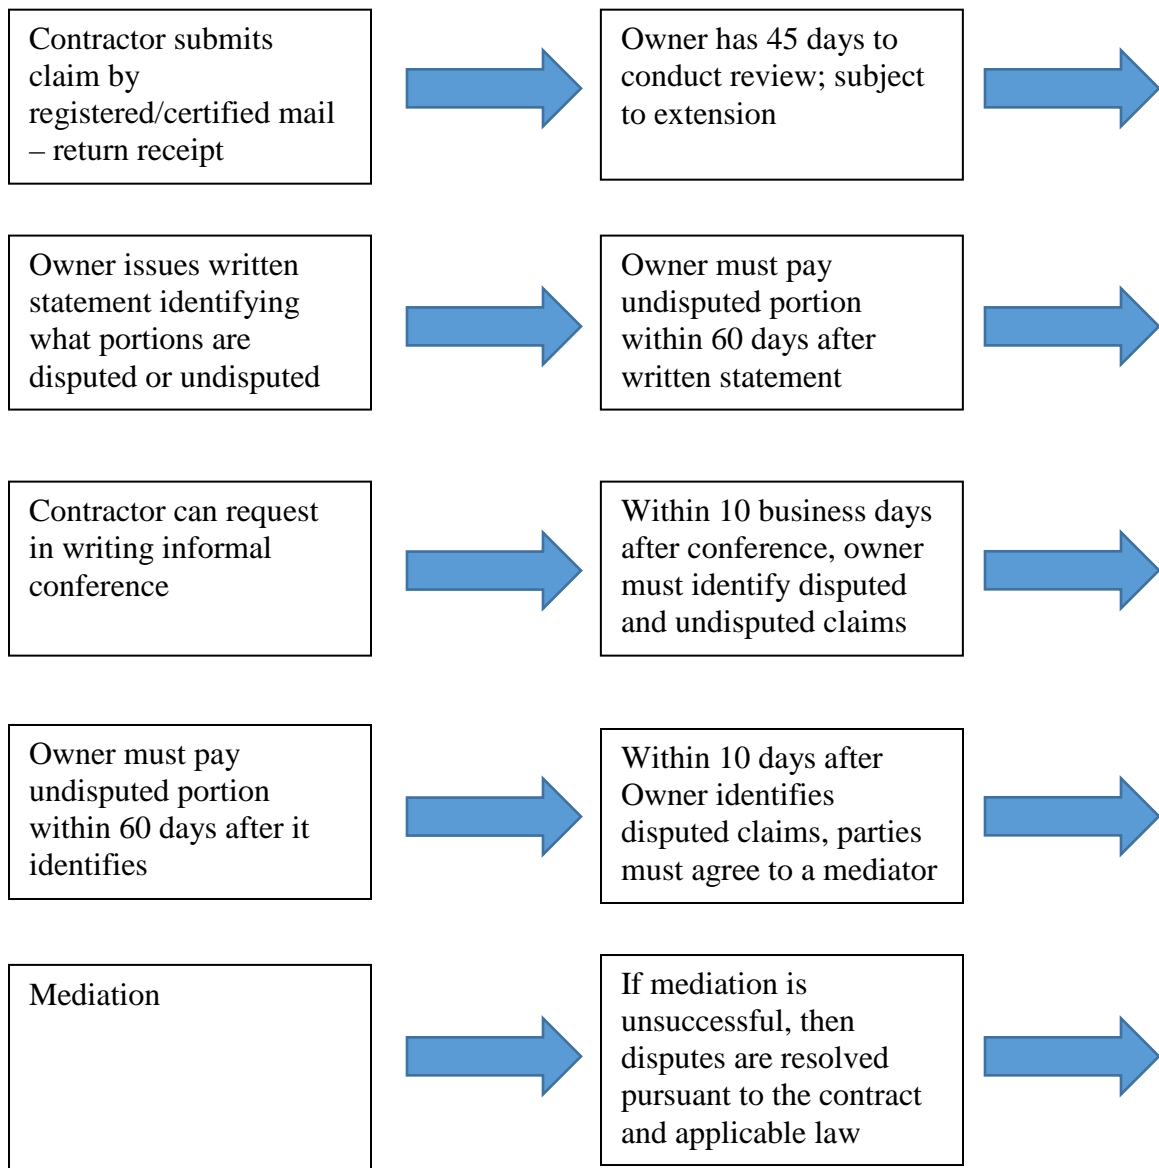 Contractor submits
claim by
registered/certified mail
– return receipt
Owner has 45 days to
conduct review; subject
to extension
Owner issues written
statement identifying
what portions are
disputed or undisputed
Owner must pay
undisputed portion
within 60 days after
written statement
Contractor can request
in writing informal
conference
Within 10 business days
after conference, owner
must identify disputed
and undisputed claims
Owner must pay
undisputed portion
within 60 days after it
identifies
Within 10 days after
Owner identifies
disputed claims, parties
must agree to a mediator
Mediation
If mediation is
unsuccessful, then
disputes are resolved
pursuant to the contract
and applicable law